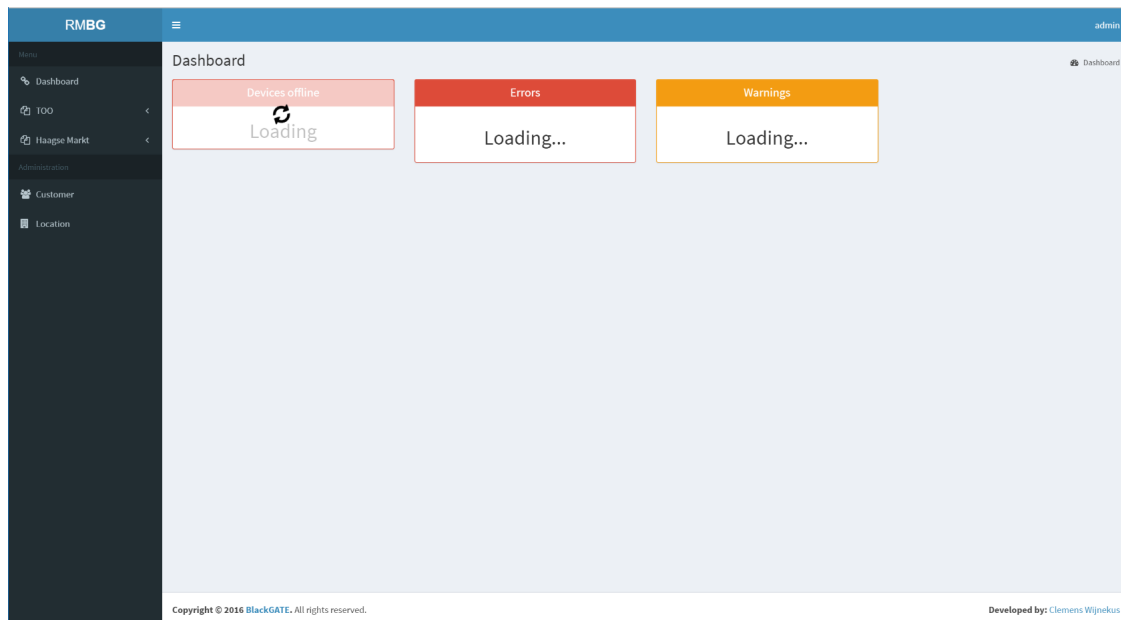 RMBG
admin
Menu
Dashboard
TOO
Haagse Markt
Administration
Customer
Location
Dashboard
Dashboard
Devices offline
Loading
Errors
Loading...
Warnings
Loading...
Copyright © 2016 BlackGATE. All rights reserved.
Developed by: Clemens Wijnekus